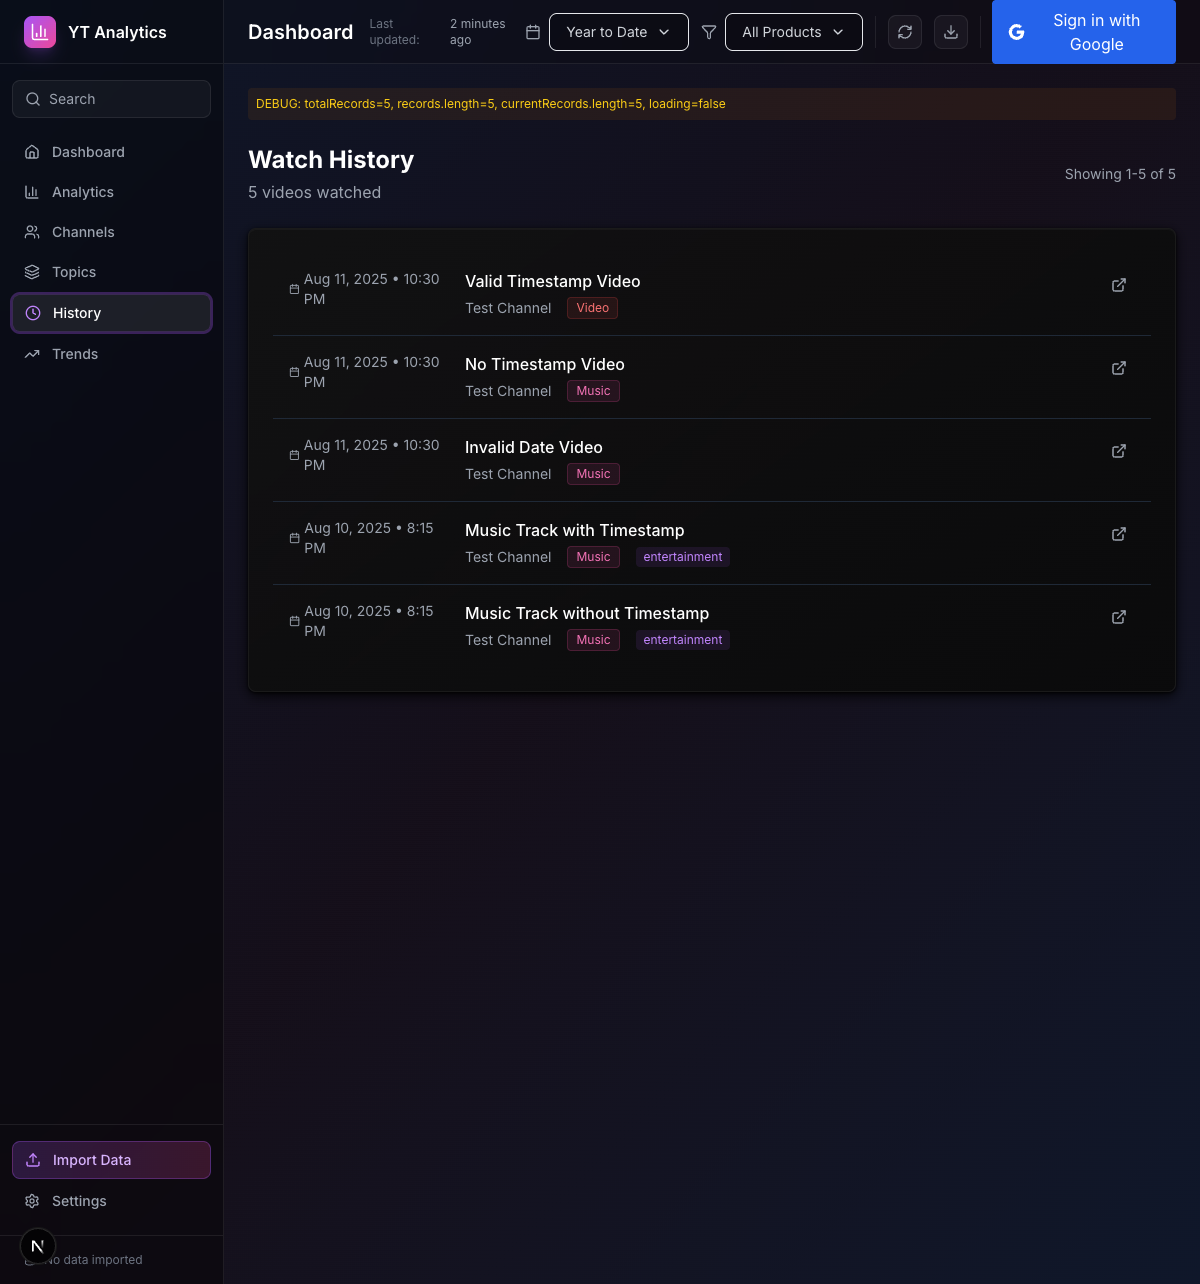 YT Analytics
Search
Dashboard
Analytics
Channels
Topics
History
Trends
Import Data
Settings
No data imported
Dashboard
Last updated:
2 minutes ago
Year to Date
All Products
Sign in with Google
DEBUG: totalRecords=5, records.length=5, currentRecords.length=5, loading=false
Watch History
5 videos watched
Showing 1-5 of 5
Aug 11, 2025 • 10:30 PM
Valid Timestamp Video
Test Channel Video
Aug 11, 2025 • 10:30 PM
No Timestamp Video
Test Channel Music
Aug 11, 2025 • 10:30 PM
Invalid Date Video
Test Channel Music
Aug 10, 2025 • 8:15 PM
Music Track with Timestamp
Test Channel Music entertainment
Aug 10, 2025 • 8:15 PM
Music Track without Timestamp
Test Channel Music entertainment